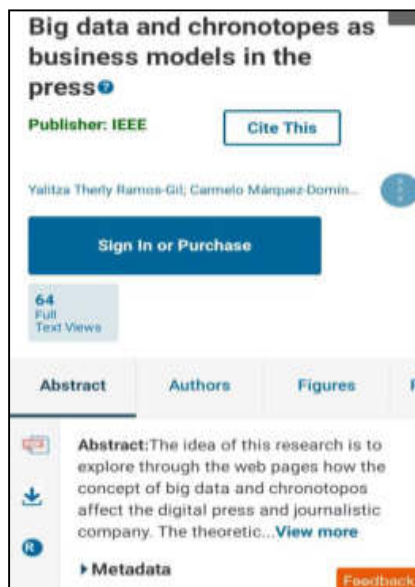 Big data and chronotopes as
business models in the
press
Publisher: IEEE
Cite This
Yalitza Therly Ramos-Gil; Carmelo Márquez-Domín...
Sign In or Purchase
64
Full
Text Views
Abstract
Authors
Figures
Abstract:The idea of this research is to
explore through the web pages how the
concept of big data and chronotopos
affect the digital press and journalistic
company. The theoretic...View more
Metadata
Feedback
R